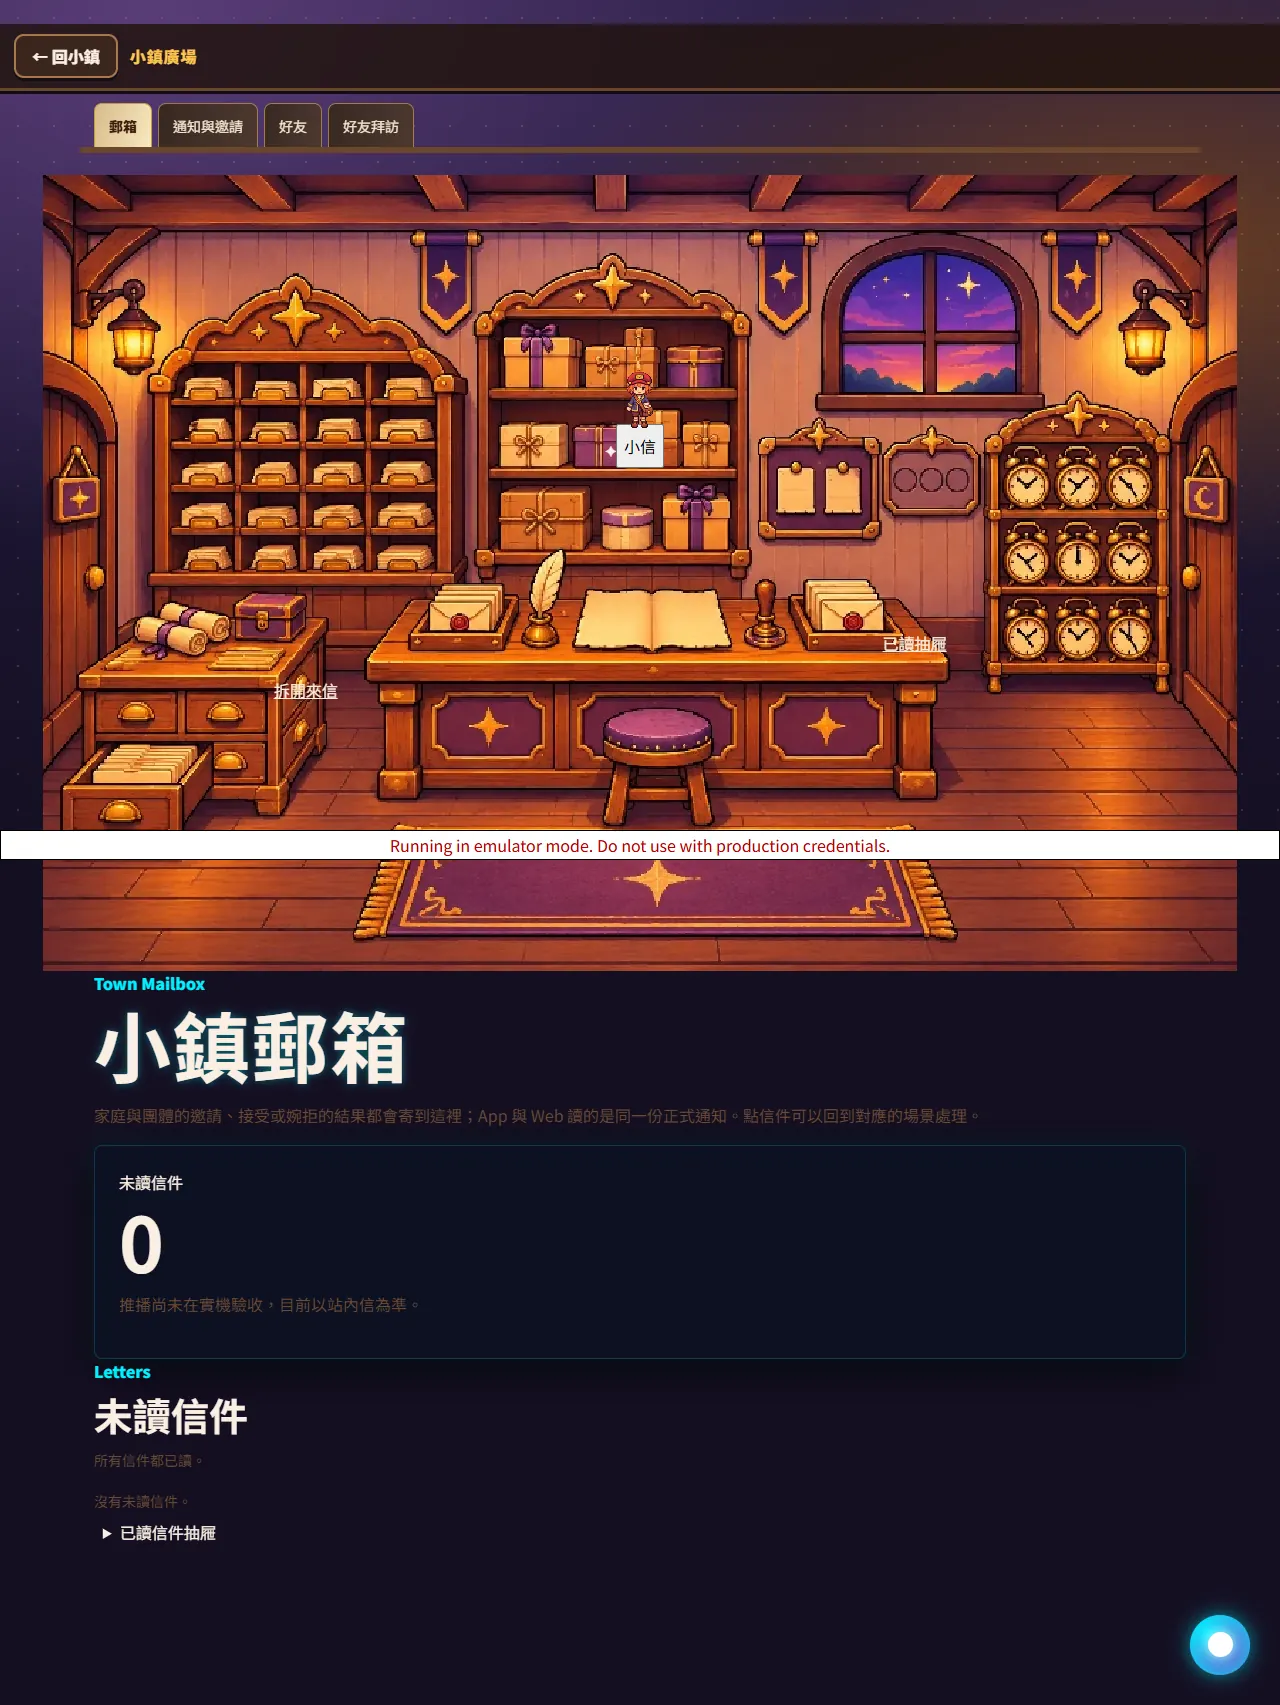 ← 回小鎮
小鎮廣場
郵箱
通知與邀請
好友
好友拜訪
小信
已讀抽屜
拆開來信
Running in emulator mode. Do not use with production credentials.
Town Mailbox
小鎮郵箱
家庭與團體的邀請、接受或婉拒的結果都會寄到這裡；App 與 Web 讀的是同一份正式通知。點信件可以回到對應的場景處理。
未讀信件
0
推播尚未在實機驗收，目前以站內信為準。
Letters
未讀信件
所有信件都已讀。
沒有未讀信件。
▶ 已讀信件抽屜